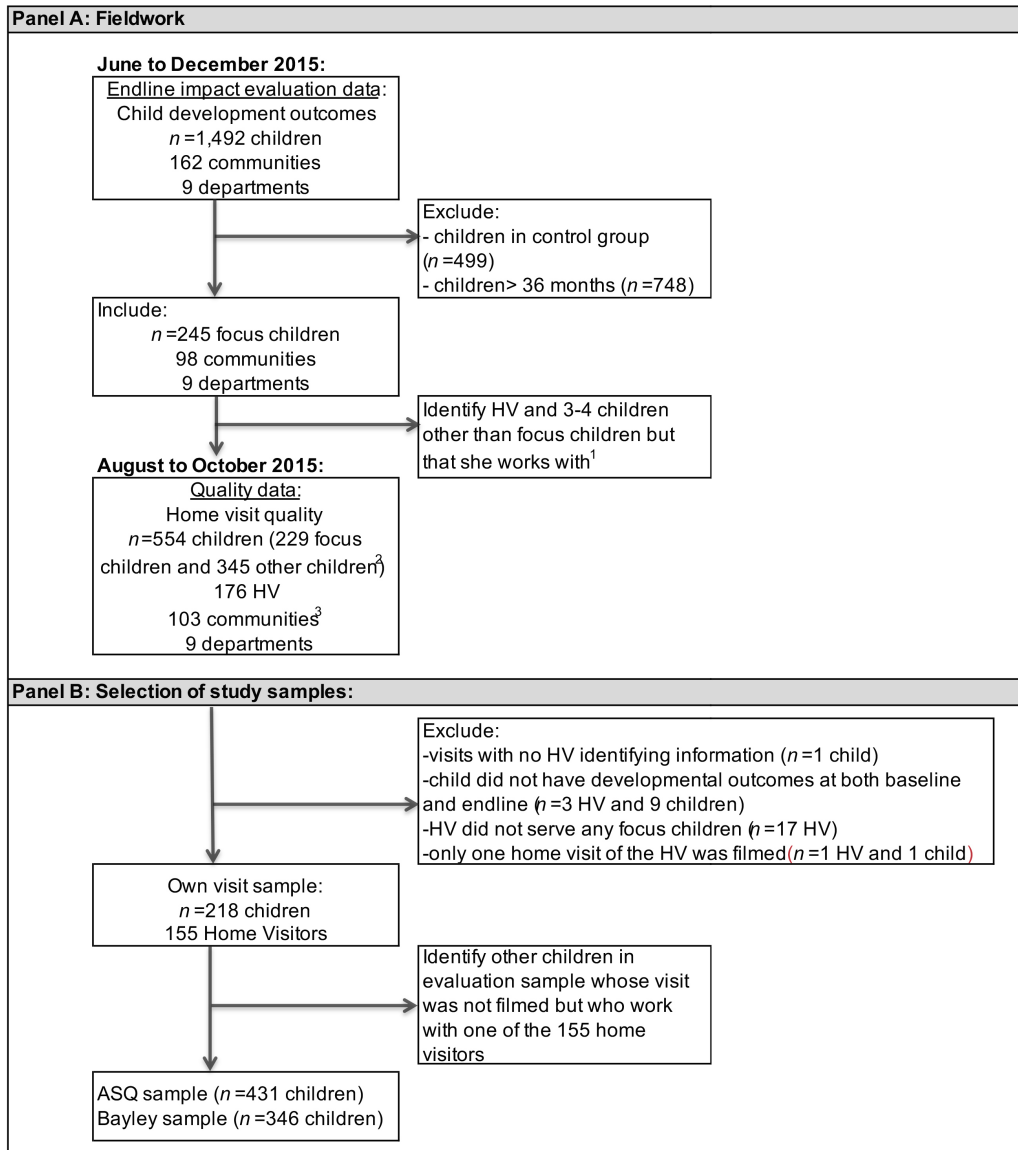 Panel A: Fieldwork
June to December 2015:
Endline impact evaluation data:
Child development outcomes
n=1,492 children
162 communities
9 departments
Exclude:
- children in control group
(n=499)
- children> 36 months (n=748)
Include:
n=245 focus children
98 communities
9 departments
Identify HV and 3-4 children
other than focus children but
that she works with1
August to October 2015:
Quality data:
Home visit quality
n=554 children (229 focus
children and 345 other children2)
176 HV
103 communities3
9 departments
Panel B: Selection of study samples:
Exclude:
-visits with no HV identifying information (n=1 child)
-child did not have developmental outcomes at both baseline
and endline (n=3 HV and 9 children)
-HV did not serve any focus children (n=17 HV)
-only one home visit of the HV was filmed(n=1 HV and 1 child)
Own visit sample:
n=218 chidren
155 Home Visitors
Identify other children in
evaluation sample whose visit
was not filmed but who work
with one of the 155 home
visitors
ASQ sample (n=431 children)
Bayley sample (n=346 children)